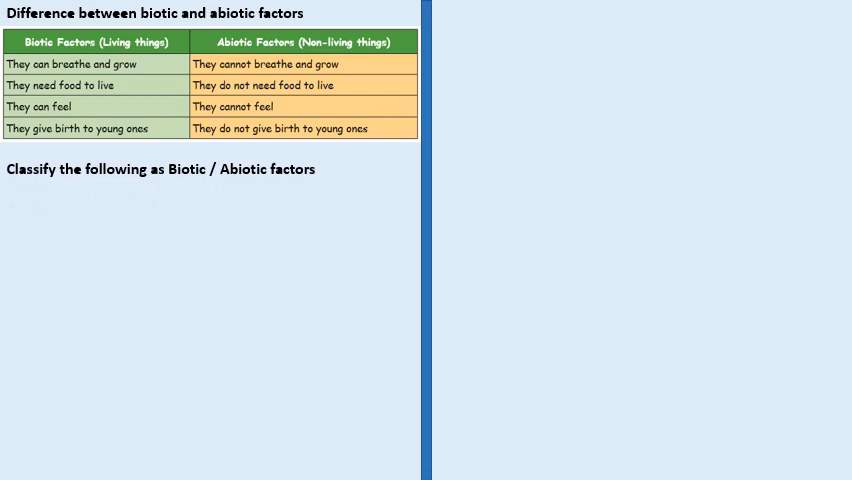 Difference between biotic and abiotic factors
Biotic Factors (Living things) Abiotic Factors (Non-living things)
They can breathe and grow They cannot breathe and grow
They need food to live They do not need food to live
They can feel They cannot feel
They give birth to young ones They do not give birth to young ones
Classify the following as Biotic / Abiotic factors